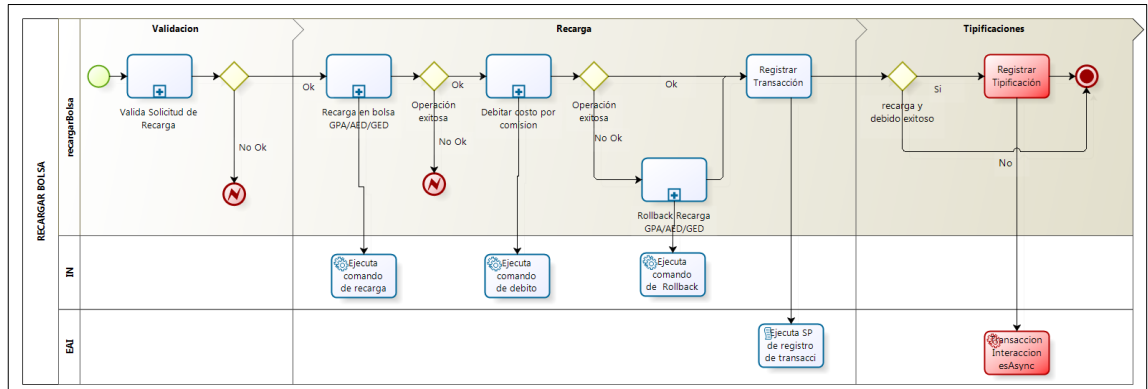 Validacion
Recarga
Tipificaciones
RECARGAR BOLSA
recargarBolsa
Valida Solicitud de
Recarga
Ok
No Ok
Recarga en bolsa
GPA/AED/GED
Ok
Operación
exitosa
No Ok
Debitar costo por
comision
Ok
Operación
exitosa
No Ok
Rollback Recarga
GPA/AED/GED
Registrar
Transacción
Si
recarga y
debido exitoso
No
Registrar
Tipificación
IN
Ejecuta
comando
de recarga
Ejecuta
comando
de debito
Ejecuta
comando
de Rollback
EAI
Ejecuta SP
de registro
de transacci
Transaccion
Interaccion
esAsync